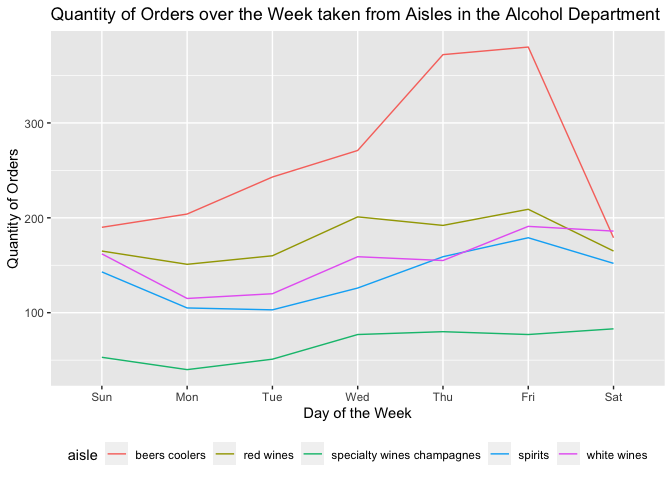 Quantity of Orders over the Week taken from Aisles in the Alcohol Department
Quantity of Orders
300
200
100
Sun Mon Tue Wed Thu Fri Sat
Day of the Week
aisle beers coolers red wines specialty wines champagnes spirits white wines